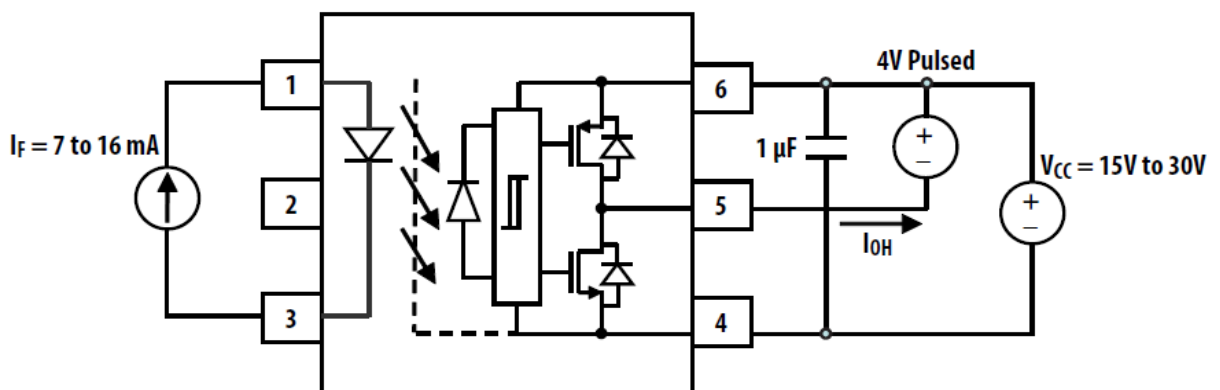 I_F = 7 to 16 mA
1
2
3
6
5
4
1 µF
4V Pulsed
+
−
I_OH
V_CC = 15V to 30V
+
−